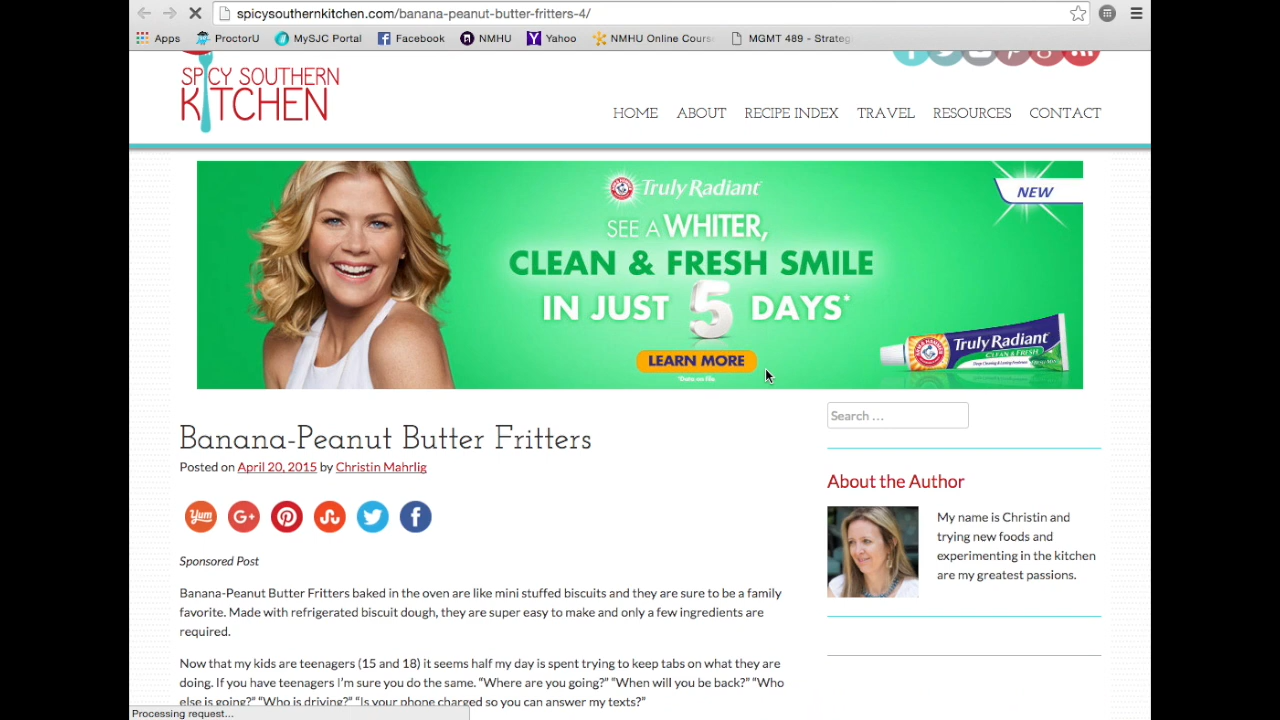 spicysouthernkitchen.com/banana-peanut-butter-fritters-4/
Apps ProctorU MySJC Portal Facebook NMHU Yahoo NMHU Online Cours MGMT 489 - Strateg
SPICY SOUTHERN
KITCHEN
HOME ABOUT RECIPE INDEX TRAVEL RESOURCES CONTACT
Truly Radiant
NEW
SEE A WHITER,
CLEAN & FRESH SMILE
IN JUST 5 DAYS*
LEARN MORE
*Data on file
ARM & HAMMER
Truly Radiant
CLEAN & FRESH
Search ...
Banana-Peanut Butter Fritters
Posted on April 20, 2015 by Christin Mahrlig
About the Author
Yum G+
My name is Christin and
trying new foods and
experimenting in the kitchen
are my greatest passions.
Sponsored Post
Banana-Peanut Butter Fritters baked in the oven are like mini stuffed biscuits and they are sure to be a family
favorite. Made with refrigerated biscuit dough, they are super easy to make and only a few ingredients are
required.
Now that my kids are teenagers (15 and 18) it seems half my day is spent trying to keep tabs on what they are
doing. If you have teenagers I'm sure you do the same. "Where are you going?" "When will you be back?" "Who
else is going?" "Who is driving?" "Is your phone charged so you can answer my texts?"
Processing request...